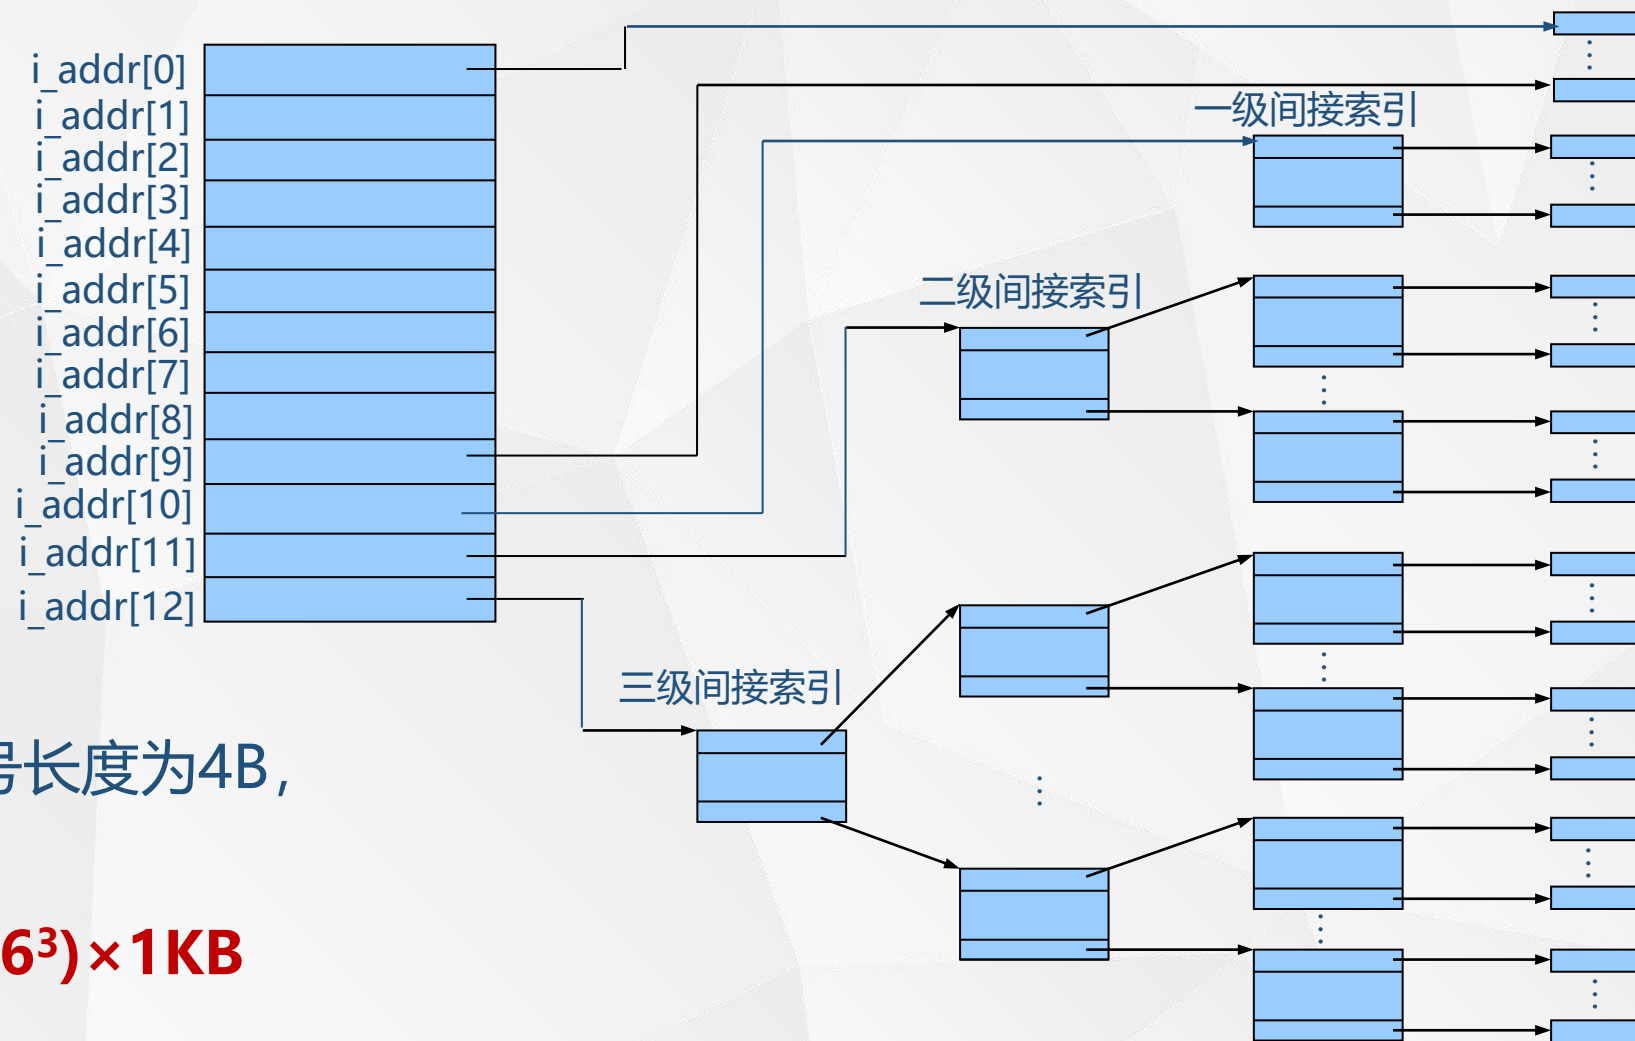 i_addr[0]
i_addr[1]
i_addr[2]
i_addr[3]
i_addr[4]
i_addr[5]
i_addr[6]
i_addr[7]
i_addr[8]
i_addr[9]
i_addr[10]
i_addr[11]
i_addr[12]
一级间接索引
二级间接索引
三级间接索引
号长度为4B,
6³)×1KB